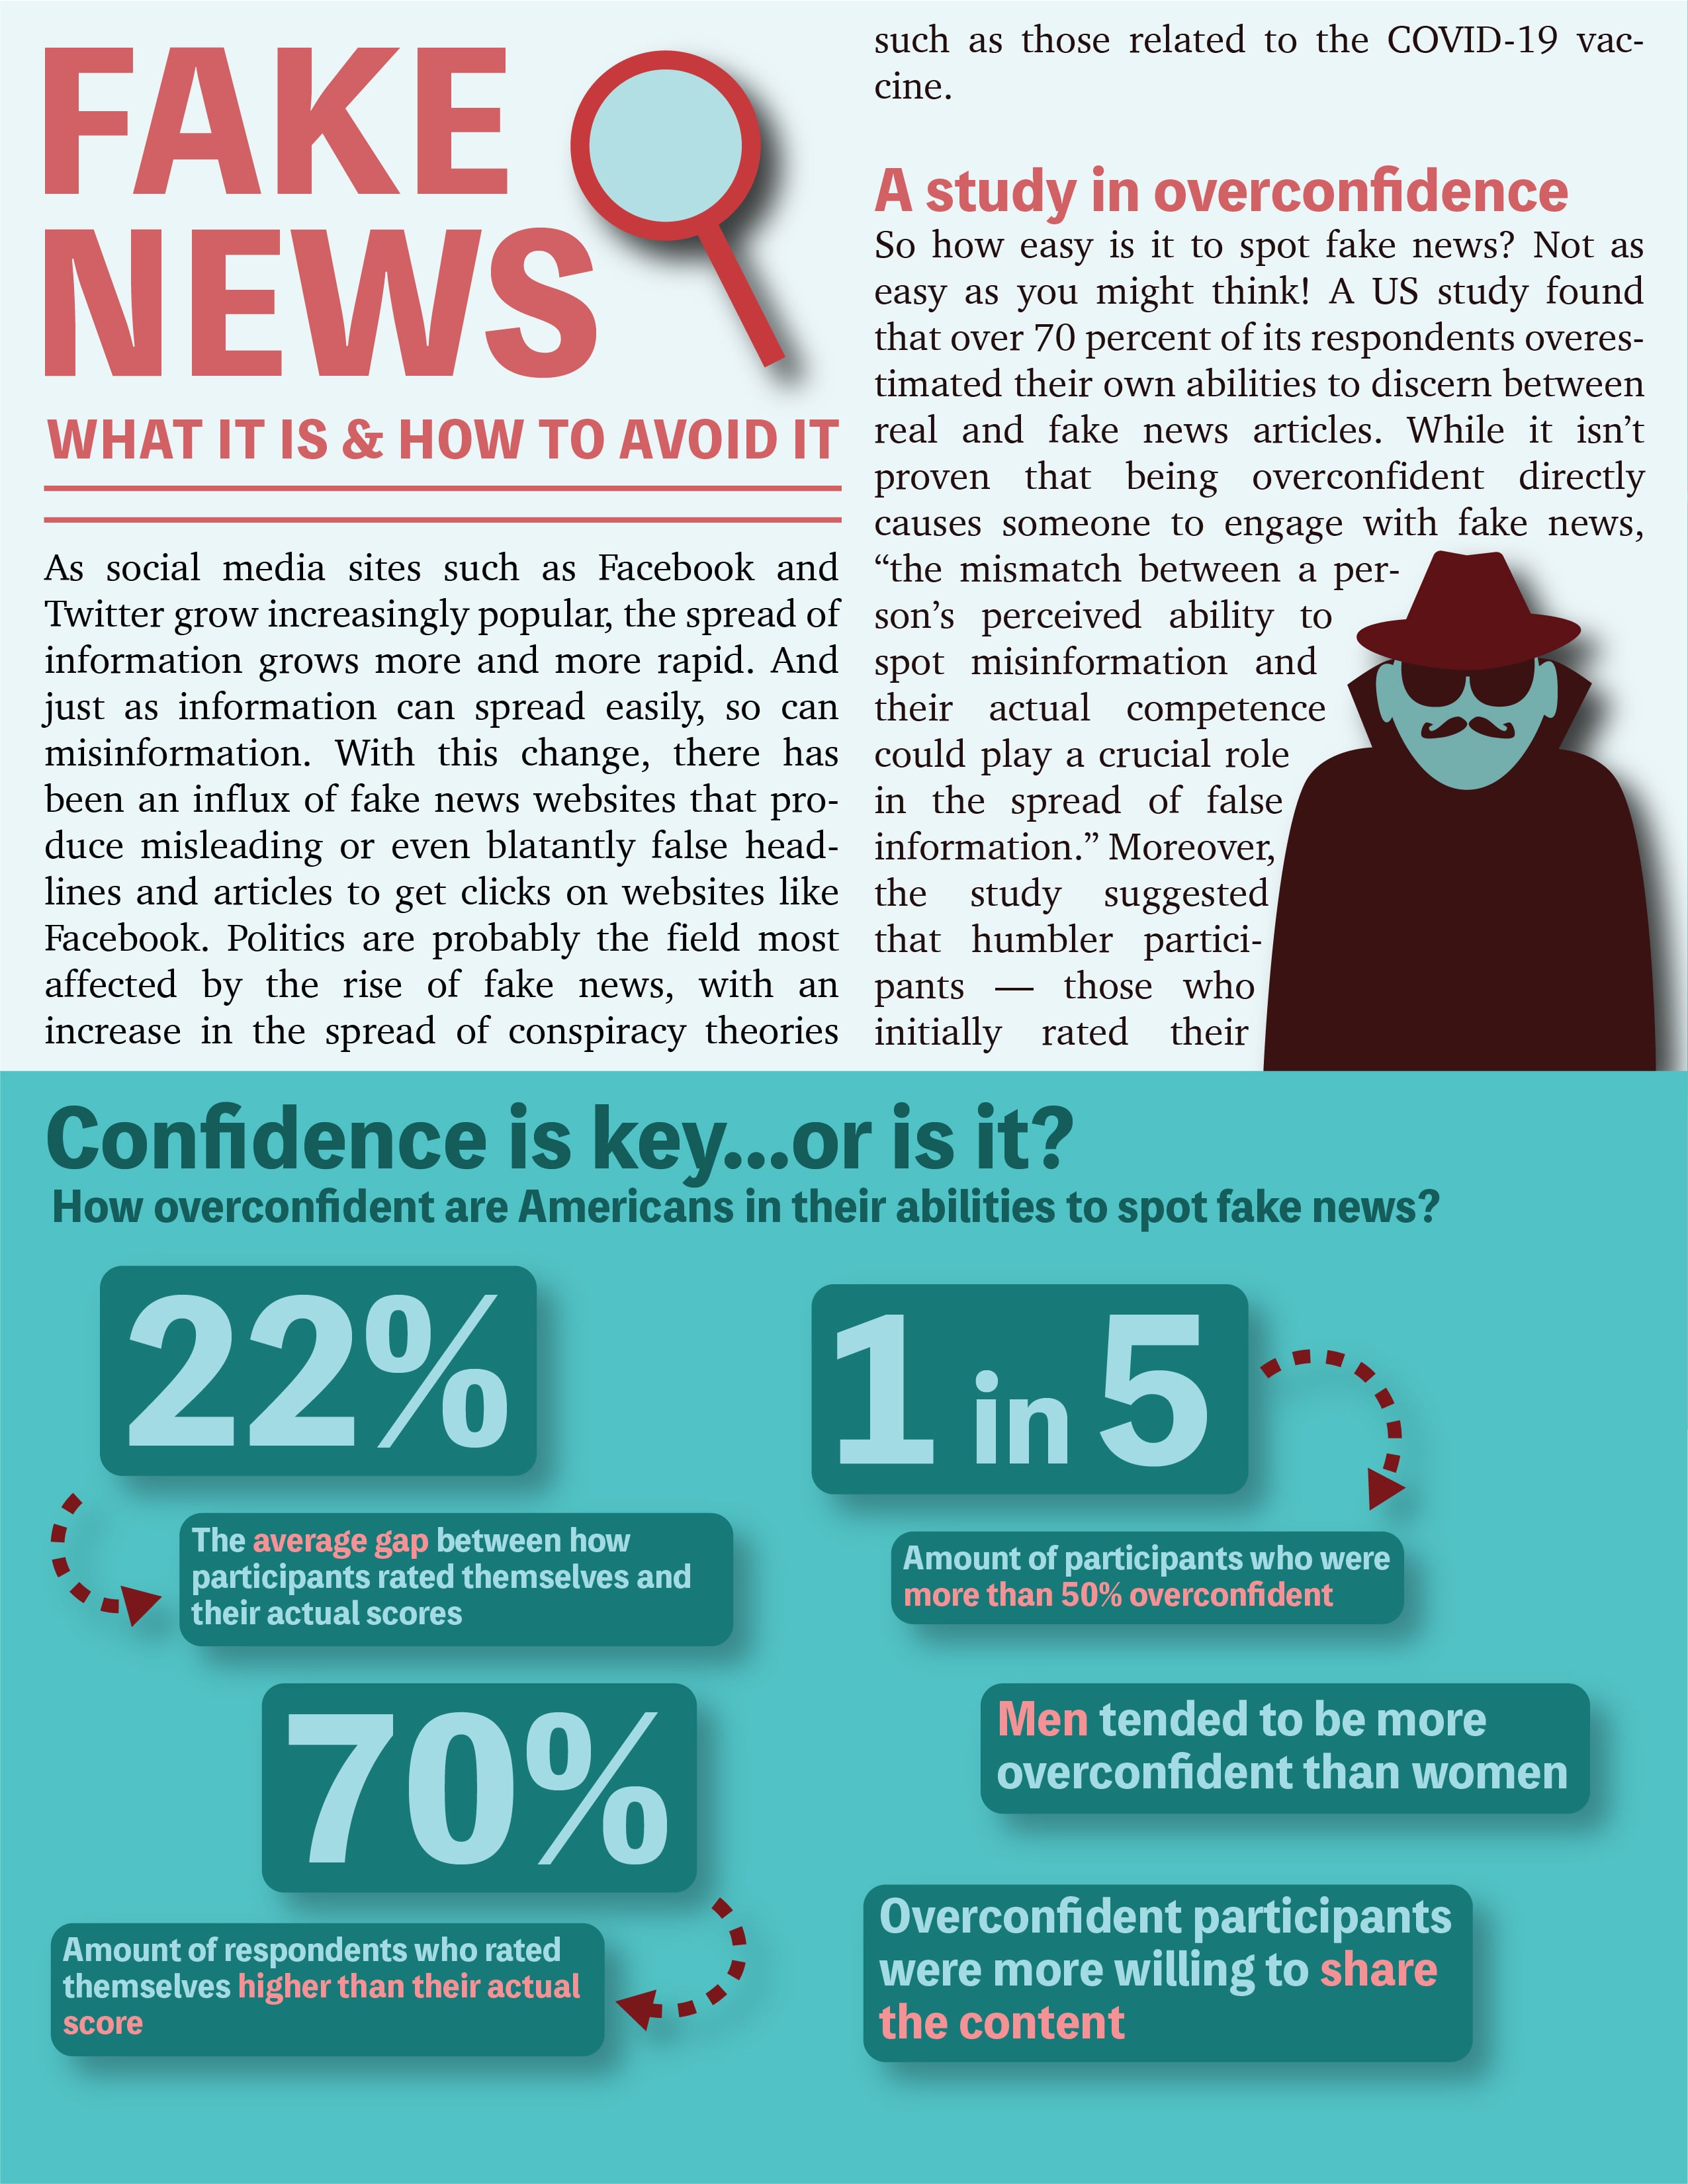 FAKE
NEWS
WHAT IT IS & HOW TO AVOID IT
As social media sites such as Facebook and
Twitter grow increasingly popular, the spread of
information grows more and more rapid. And
just as information can spread easily, so can
misinformation. With this change, there has
been an influx of fake news websites that pro-
duce misleading or even blatantly false head-
lines and articles to get clicks on websites like
Facebook. Politics are probably the field most
affected by the rise of fake news, with an
increase in the spread of conspiracy theories
such as those related to the COVID-19 vac-
cine.
A study in overconfidence
So how easy is it to spot fake news? Not as
easy as you might think! A US study found
that over 70 percent of its respondents overes-
timated their own abilities to discern between
real and fake news articles. While it isn’t
proven that being overconfident directly
causes someone to engage with fake news,
“the mismatch between a per-
son’s perceived ability to
spot misinformation and
their actual competence
could play a crucial role
in the spread of false
information.” Moreover,
the study suggested
that humbler partici-
pants — those who
initially rated their
Confidence is key...or is it?
How overconfident are Americans in their abilities to spot fake news?
22%
The average gap between how
participants rated themselves and
their actual scores
70%
Amount of respondents who rated
themselves higher than their actual
score
1 in 5
Amount of participants who were
more than 50% overconfident
Men tended to be more
overconfident than women
Overconfident participants
were more willing to share
the content